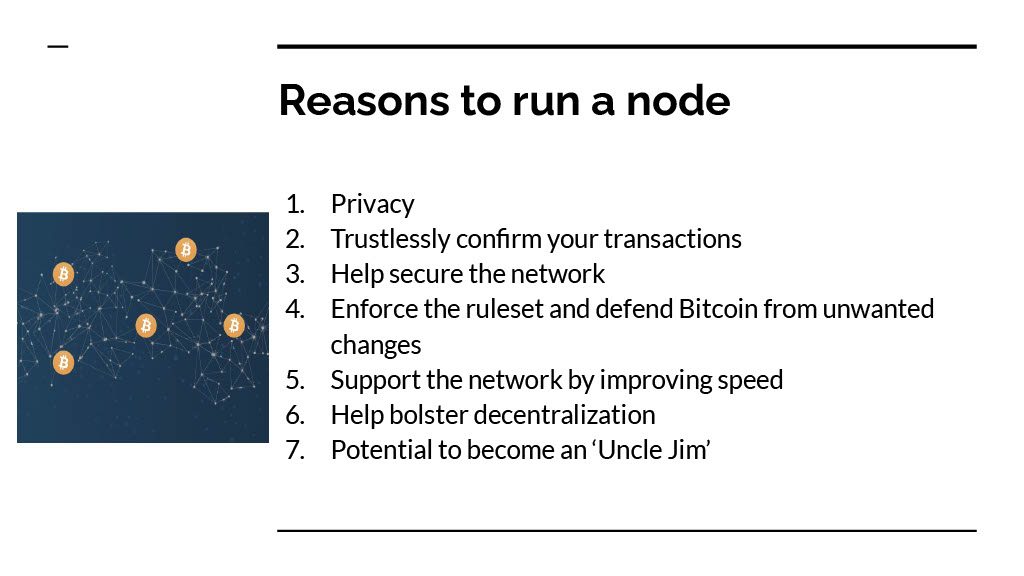 Reasons to run a node
1. Privacy
2. Trustlessly confirm your transactions
3. Help secure the network
4. Enforce the ruleset and defend Bitcoin from unwanted
changes
5. Support the network by improving speed
6. Help bolster decentralization
7. Potential to become an ‘Uncle Jim’